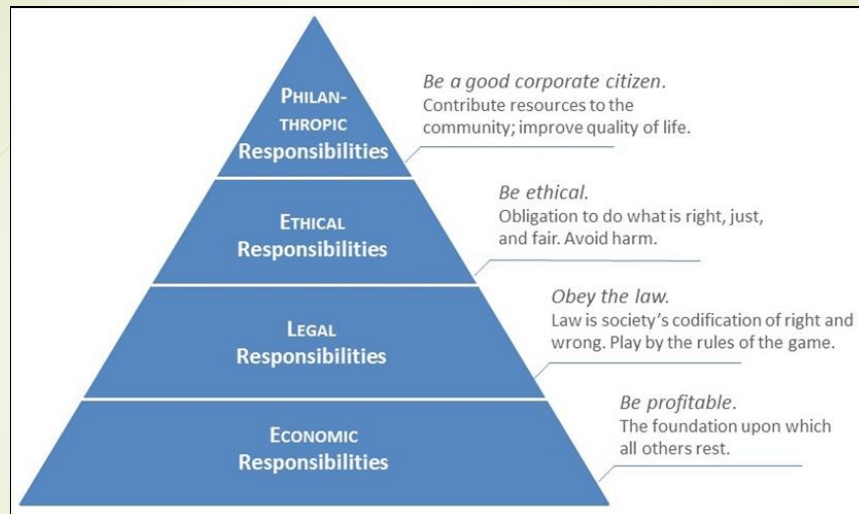 PHILAN-
THROPIC
Responsibilities
Be a good corporate citizen.
Contribute resources to the
community; improve quality of life.
ETHICAL
Responsibilities
Be ethical.
Obligation to do what is right, just,
and fair. Avoid harm.
LEGAL
Responsibilities
Obey the law.
Law is society’s codification of right and
wrong. Play by the rules of the game.
ECONOMIC
Responsibilities
Be profitable.
The foundation upon which
all others rest.